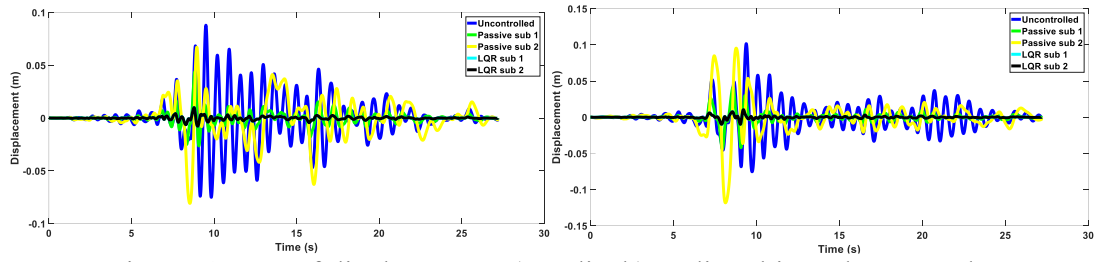 0.1
0.05
0
-0.05
-0.1
Displacement (m)
0
5
10
15
20
25
30
Time (s)
Uncontrolled
Passive sub 1
Passive sub 2
LQR sub 1
LQR sub 2
0.15
0.1
0.05
0
-0.05
-0.1
-0.15
Displacement (m)
0
5
10
15
20
25
30
Time (s)
Uncontrolled
Passive sub 1
Passive sub 2
LQR sub 1
LQR sub 2